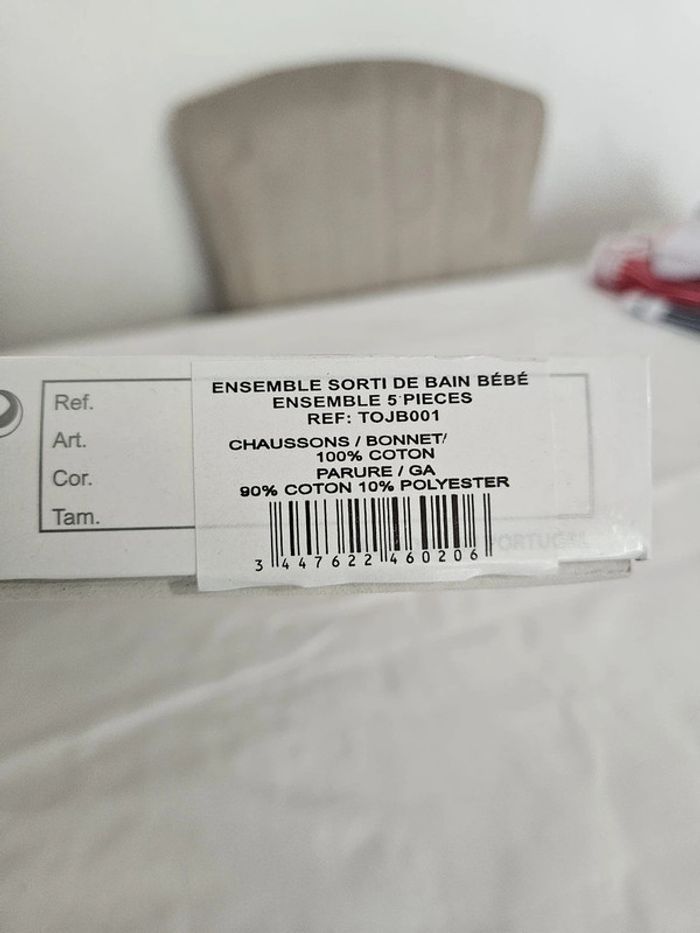 Ref.
Art.
Cor.
Tam.
ENSEMBLE SORTI DE BAIN BÉBÉ
ENSEMBLE 5 PIECES
REF: TOJB001
CHAUSSONS / BONNET/
100% COTON
PARURE / GA
90% COTON 10% POLYESTER
3 447622 460206
PORTUGAL